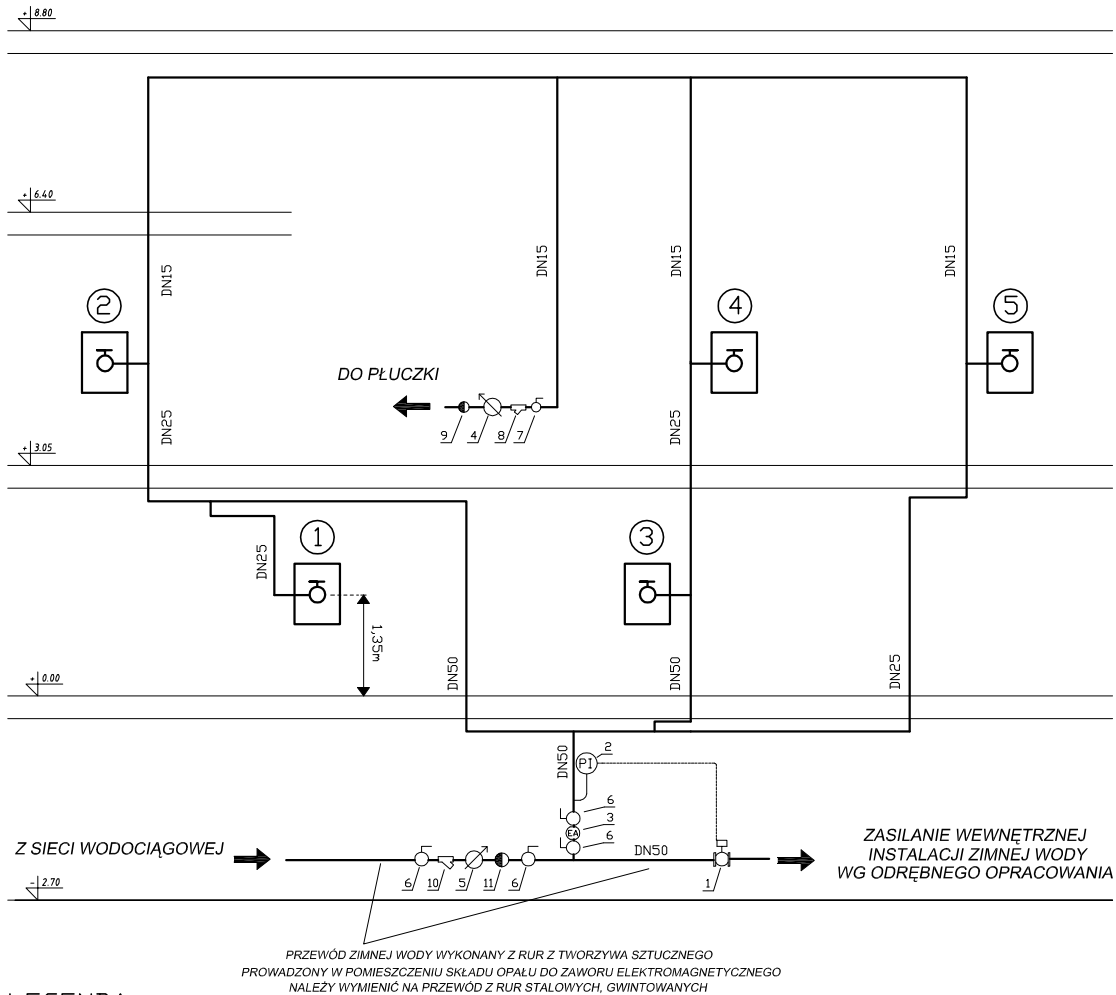 + 8.80
+ 6.40
DN15
DN15
DN15
DN15
2
4
5
DO PŁUCZKI
9 4 8 7
DN25
DN25
+ 3.05
1
3
DN25
1,35m
DN50
DN50
DN25
+ 0.00
DN50
PI
2
6
3
EA
6
Z SIECI WODOCIĄGOWEJ
DN50
ZASILANIE WEWNĘTRZNEJ
INSTALACJI ZIMNEJ WODY
WG ODRĘBNEGO OPRACOWANIA
6 10 5 11 6
1
- 2.70
PRZEWÓD ZIMNEJ WODY WYKONANY Z RUR Z TWORZYWA SZTUCZNEGO
PROWADZONY W POMIESZCZENIU SKŁADU OPAŁU DO ZAWORU ELEKTROMAGNETYCZNEGO
NALEŻY WYMIENIĆ NA PRZEWÓD Z RUR STALOWYCH, GWINTOWANYCH